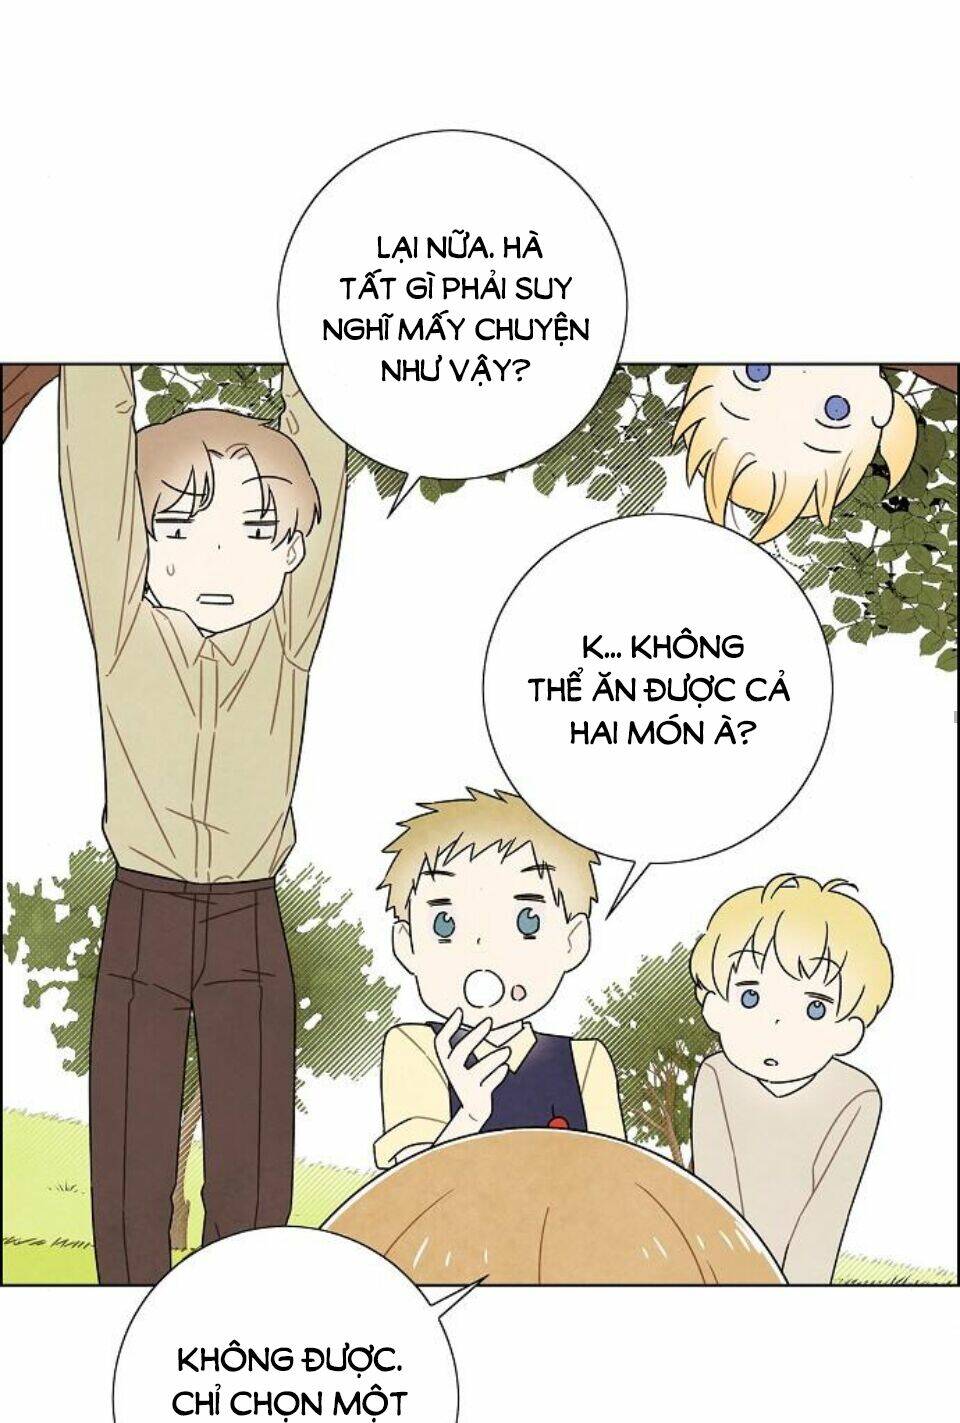 LẠI NỮA. HÀ
TẤT GÌ PHẢI SUY
NGHĨ MẤY CHUYỆN
NHƯ VẬY?
K... KHÔNG
THỂ ĂN ĐƯỢC CẢ
HAI MÓN À?
KHÔNG ĐƯỢC.
CHỈ CHỌN MỘT